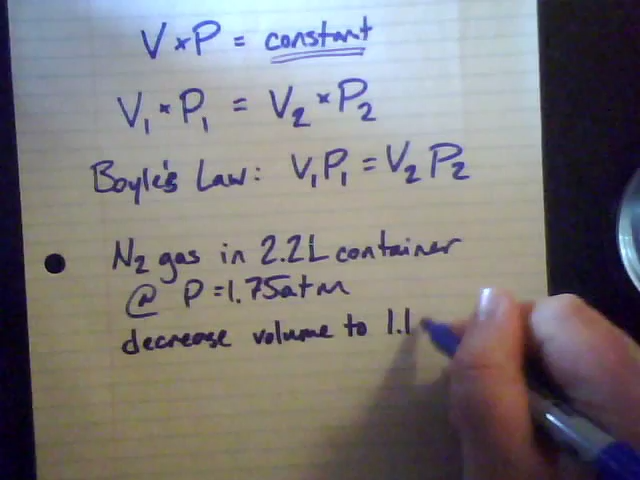 V × P = constant
V₁ × P₁ = V₂ × P₂
Boyle's Law: V₁P₁ = V₂P₂
N₂ gas in 2.2L container
@ P = 1.75atm
decrease volume to 1.1